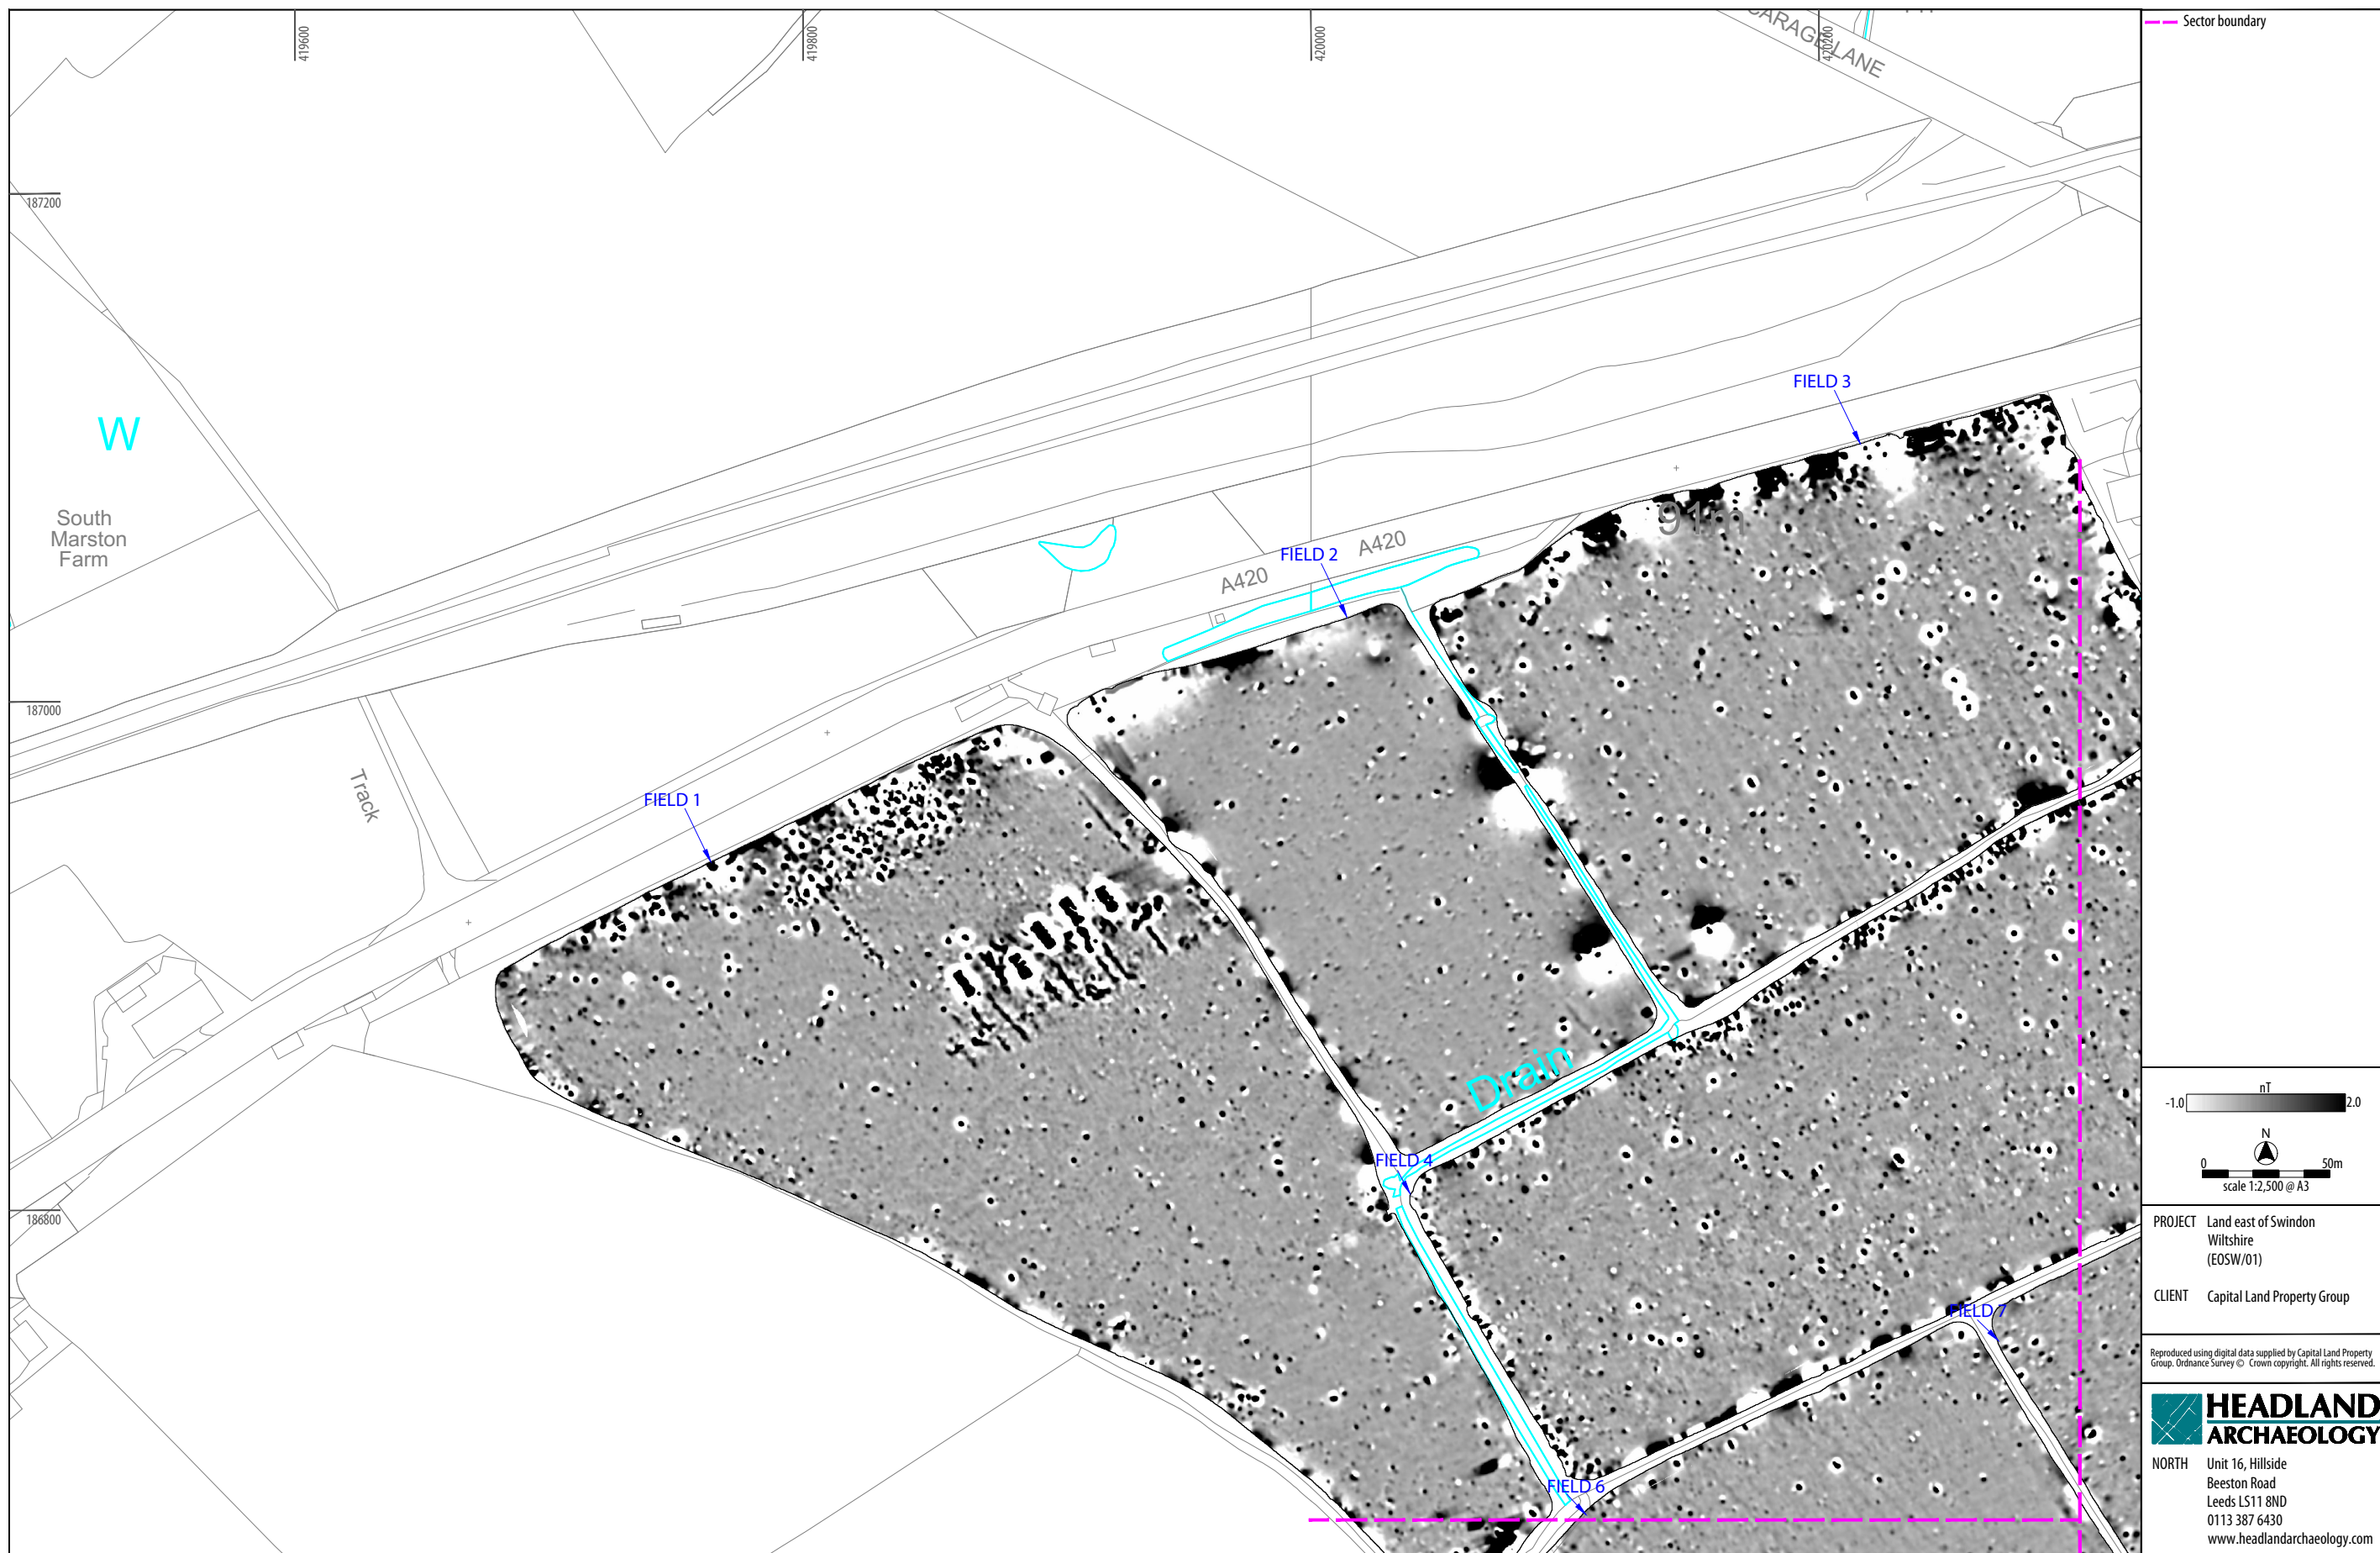 419600
419800
420000
420200
Sector boundary
187200
W
South
Marston
Farm
FIELD 3
91m
A420
FIELD 2
A420
187000
Track
FIELD 1
Drain
FIELD 4
186800
FIELD 7
FIELD 6
nT
-1.0 2.0
N
0 50m
scale 1:2,500 @ A3
PROJECT Land east of Swindon
Wiltshire
(EOSW/01)
CLIENT Capital Land Property Group
Reproduced using digital data supplied by Capital Land Property
Group. Ordnance Survey © Crown copyright. All rights reserved.
HEADLAND
ARCHAEOLOGY
NORTH Unit 16, Hillside
Beeston Road
Leeds LS11 8ND
0113 387 6430
www.headlandarchaeology.com